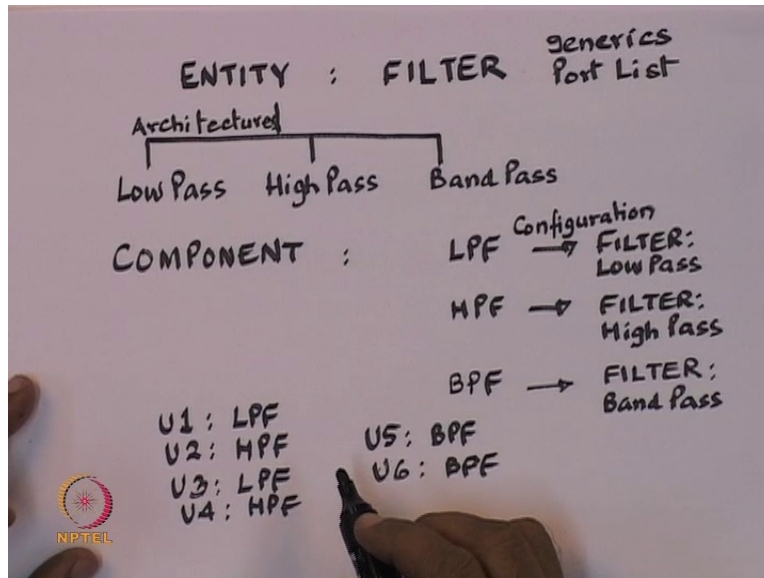 ENTITY : FILTER
generics
Port List
Architectured
Low Pass High Pass Band Pass
COMPONENT : LPF Configuration → FILTER:
Low Pass
HPF → FILTER:
High Pass
BPF → FILTER:
Band Pass
U1 : LPF
U2 : HPF
U3 : LPF
U4 : HPF
U5 : BPF
U6 : BPF
NPTEL